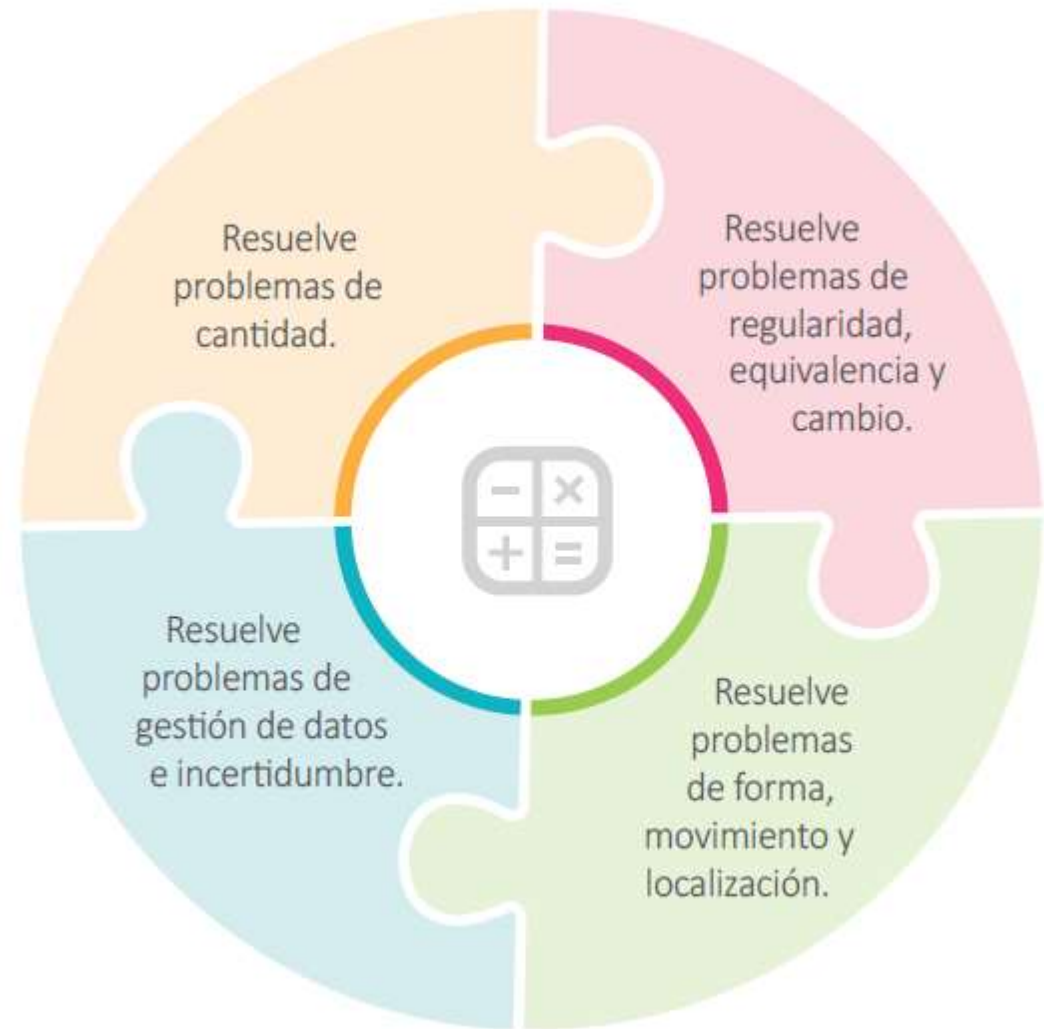 Resuelve
problemas de
cantidad.
Resuelve
problemas de
regularidad,
equivalencia y
cambio.
Resuelve
problemas de
gestión de datos
e incertidumbre.
Resuelve
problemas
de forma,
movimiento y
localización.